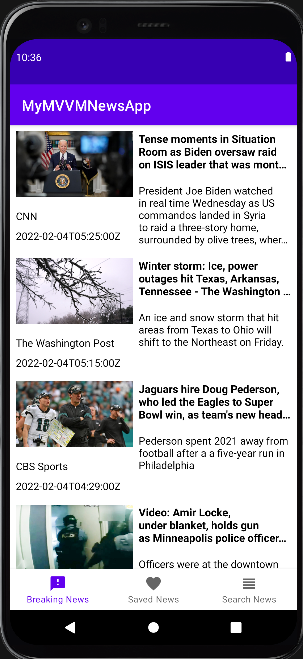 10:36
MyMVVMNewsApp
Tense moments in Situation
Room as Biden oversaw raid
on ISIS leader that was mont...
President Joe Biden watched
in real time Wednesday as US
commandos landed in Syria
to raid a three-story home,
surrounded by olive trees, wher...
CNN
2022-02-04T05:25:00Z
Winter storm: Ice, power
outages hit Texas, Arkansas,
Tennessee - The Washington ...
An ice and snow storm that hit
areas from Texas to Ohio will
shift to the Northeast on Friday.
The Washington Post
2022-02-04T05:15:00Z
Jaguars hire Doug Pederson,
who led the Eagles to Super
Bowl win, as team's new head...
Pederson spent 2021 away from
football after a a five-year run in
Philadelphia
CBS Sports
2022-02-04T04:29:00Z
Video: Amir Locke,
under blanket, holds gun
as Minneapolis police officer...
Officers were at the downtown
Breaking News
Saved News
Search News